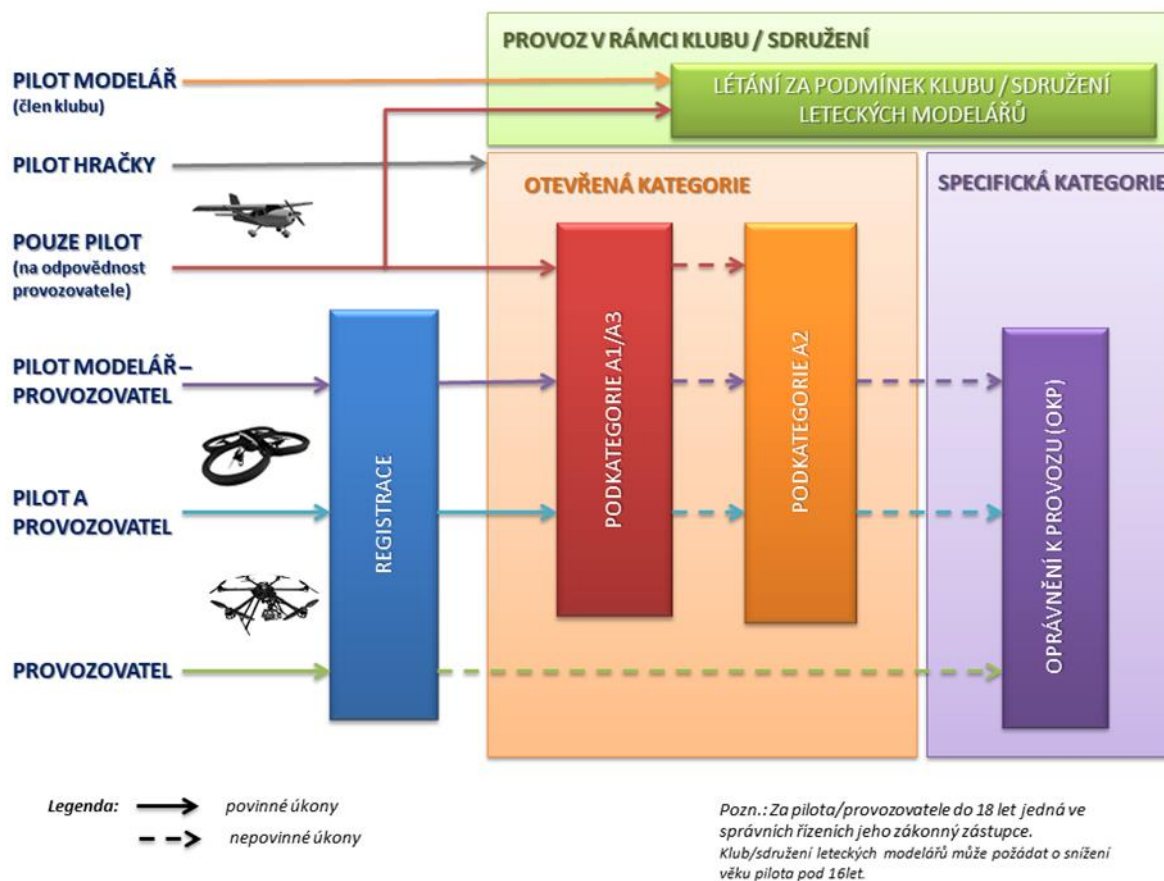 PROVOZ V RÁMCI KLUBU / SDRUŽENÍ
PILOT MODELÁŘ
(člen klubu)
LÉTÁNÍ ZA PODMÍNEK KLUBU / SDRUŽENÍ
LETECKÝCH MODELÁŘŮ
PILOT HRAČKY
OTEVŘENÁ KATEGORIE
SPECIFICKÁ KATEGORIE
POUZE PILOT
(na odpovědnost
provozovatele)
PILOT MODELÁŘ –
PROVOZOVATEL
PILOT A
PROVOZOVATEL
PROVOZOVATEL
REGISTRACE
PODKATEGORIE A1/A3
PODKATEGORIE A2
OPRÁVNĚNÍ K PROVOZU (OKP)
Legenda:
povinné úkony
nepovinné úkony
Pozn.: Za pilota/provozovatele do 18 let jedná ve
správních řízeních jeho zákonný zástupce.
Klub/sdružení leteckých modelářů může požádat o snížení
věku pilota pod 16let.